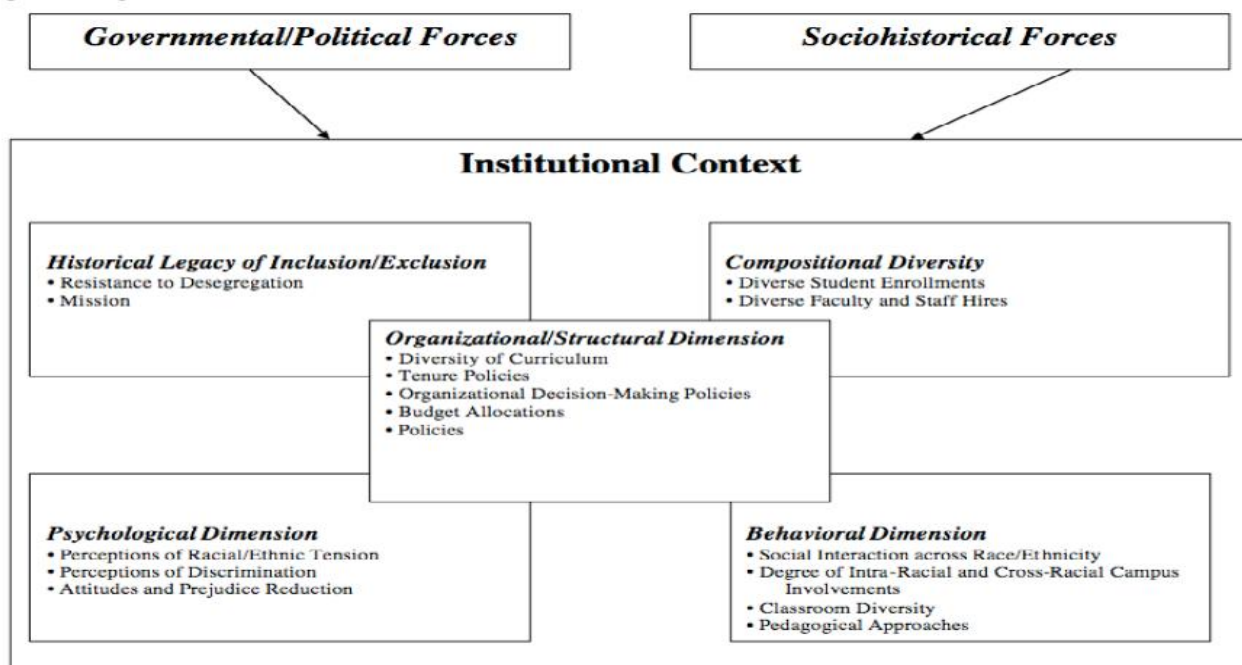 Governmental/Political Forces
Sociohistorical Forces
Institutional Context
Historical Legacy of Inclusion/Exclusion
• Resistance to Desegregation
• Mission
Compositional Diversity
• Diverse Student Enrollments
• Diverse Faculty and Staff Hires
Organizational/Structural Dimension
• Diversity of Curriculum
• Tenure Policies
• Organizational Decision-Making Policies
• Budget Allocations
• Policies
Psychological Dimension
• Perceptions of Racial/Ethnic Tension
• Perceptions of Discrimination
• Attitudes and Prejudice Reduction
Behavioral Dimension
• Social Interaction across Race/Ethnicity
• Degree of Intra-Racial and Cross-Racial Campus
Involvements
• Classroom Diversity
• Pedagogical Approaches